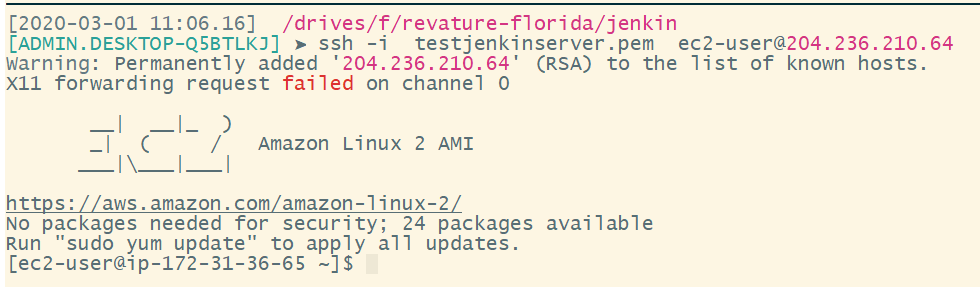 [2020-03-01 11:06.16]  /drives/f/revature-florida/jenkin
[ADMIN.DESKTOP-Q5BTLKJ] ➤ ssh -i  testjenkinserver.pem  ec2-user@204.236.210.64
Warning: Permanently added '204.236.210.64' (RSA) to the list of known hosts.
X11 forwarding request failed on channel 0
       __|  __|_  )
       _|  (     /   Amazon Linux 2 AMI
      ___|\___|___|
https://aws.amazon.com/amazon-linux-2/
No packages needed for security; 24 packages available
Run "sudo yum update" to apply all updates.
[ec2-user@ip-172-31-36-65 ~]$